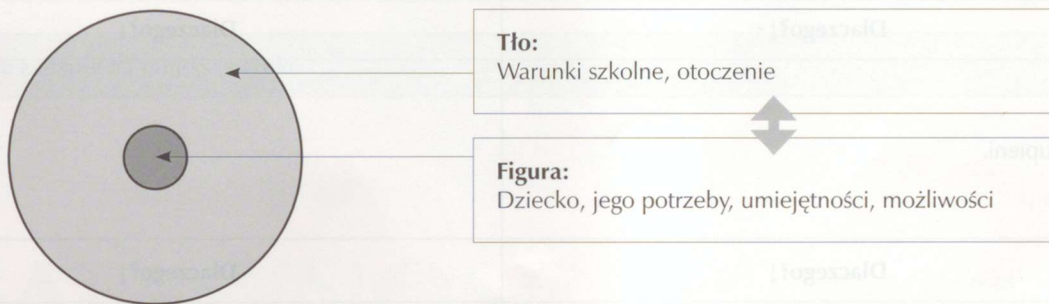 Tło:
Warunki szkolne, otoczenie
Figura:
Dziecko, jego potrzeby, umiejętności, możliwości